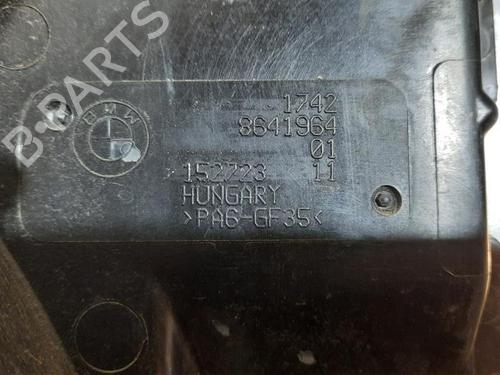 B-PARTS
BMW
1742
8641964
01
152723 11
HUNGARY
>PA6-GF35<